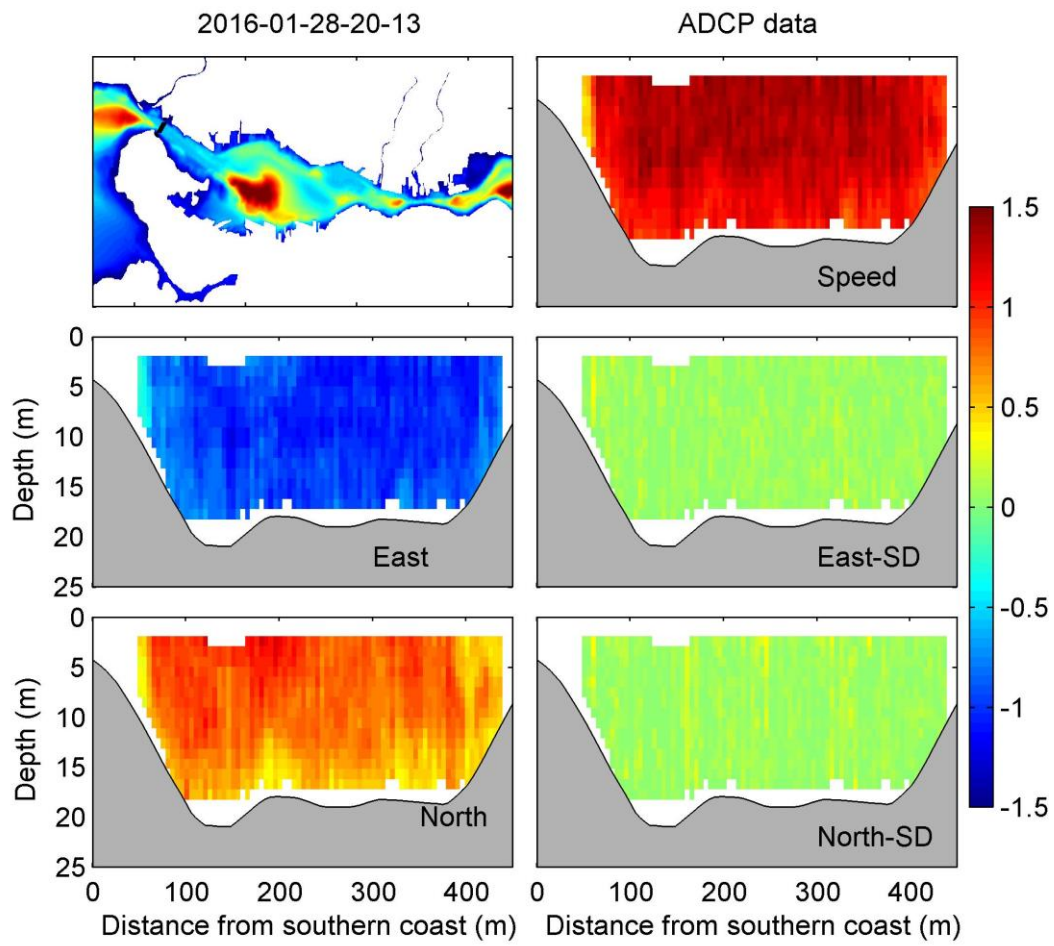 2016-01-28-20-13
ADCP data
Speed
1.5
1
0.5
0
-0.5
-1
-1.5
0
5
10
15
20
25
Depth (m)
East
East-SD
0
5
10
15
20
25
Depth (m)
North
North-SD
0 100 200 300 400
0 100 200 300 400
Distance from southern coast (m)
Distance from southern coast (m)